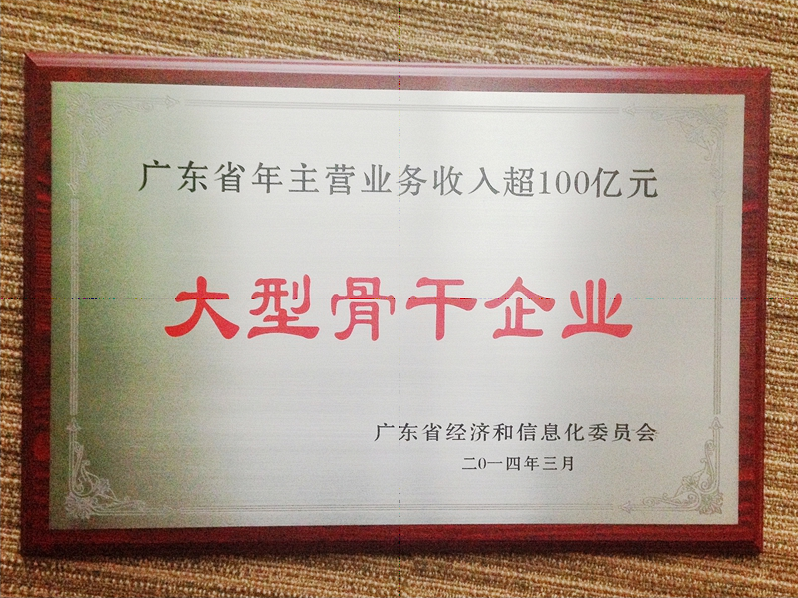 广东省年主营业务收入超100亿元
大型骨干企业
广东省经济和信息化委员会
二0一四年三月